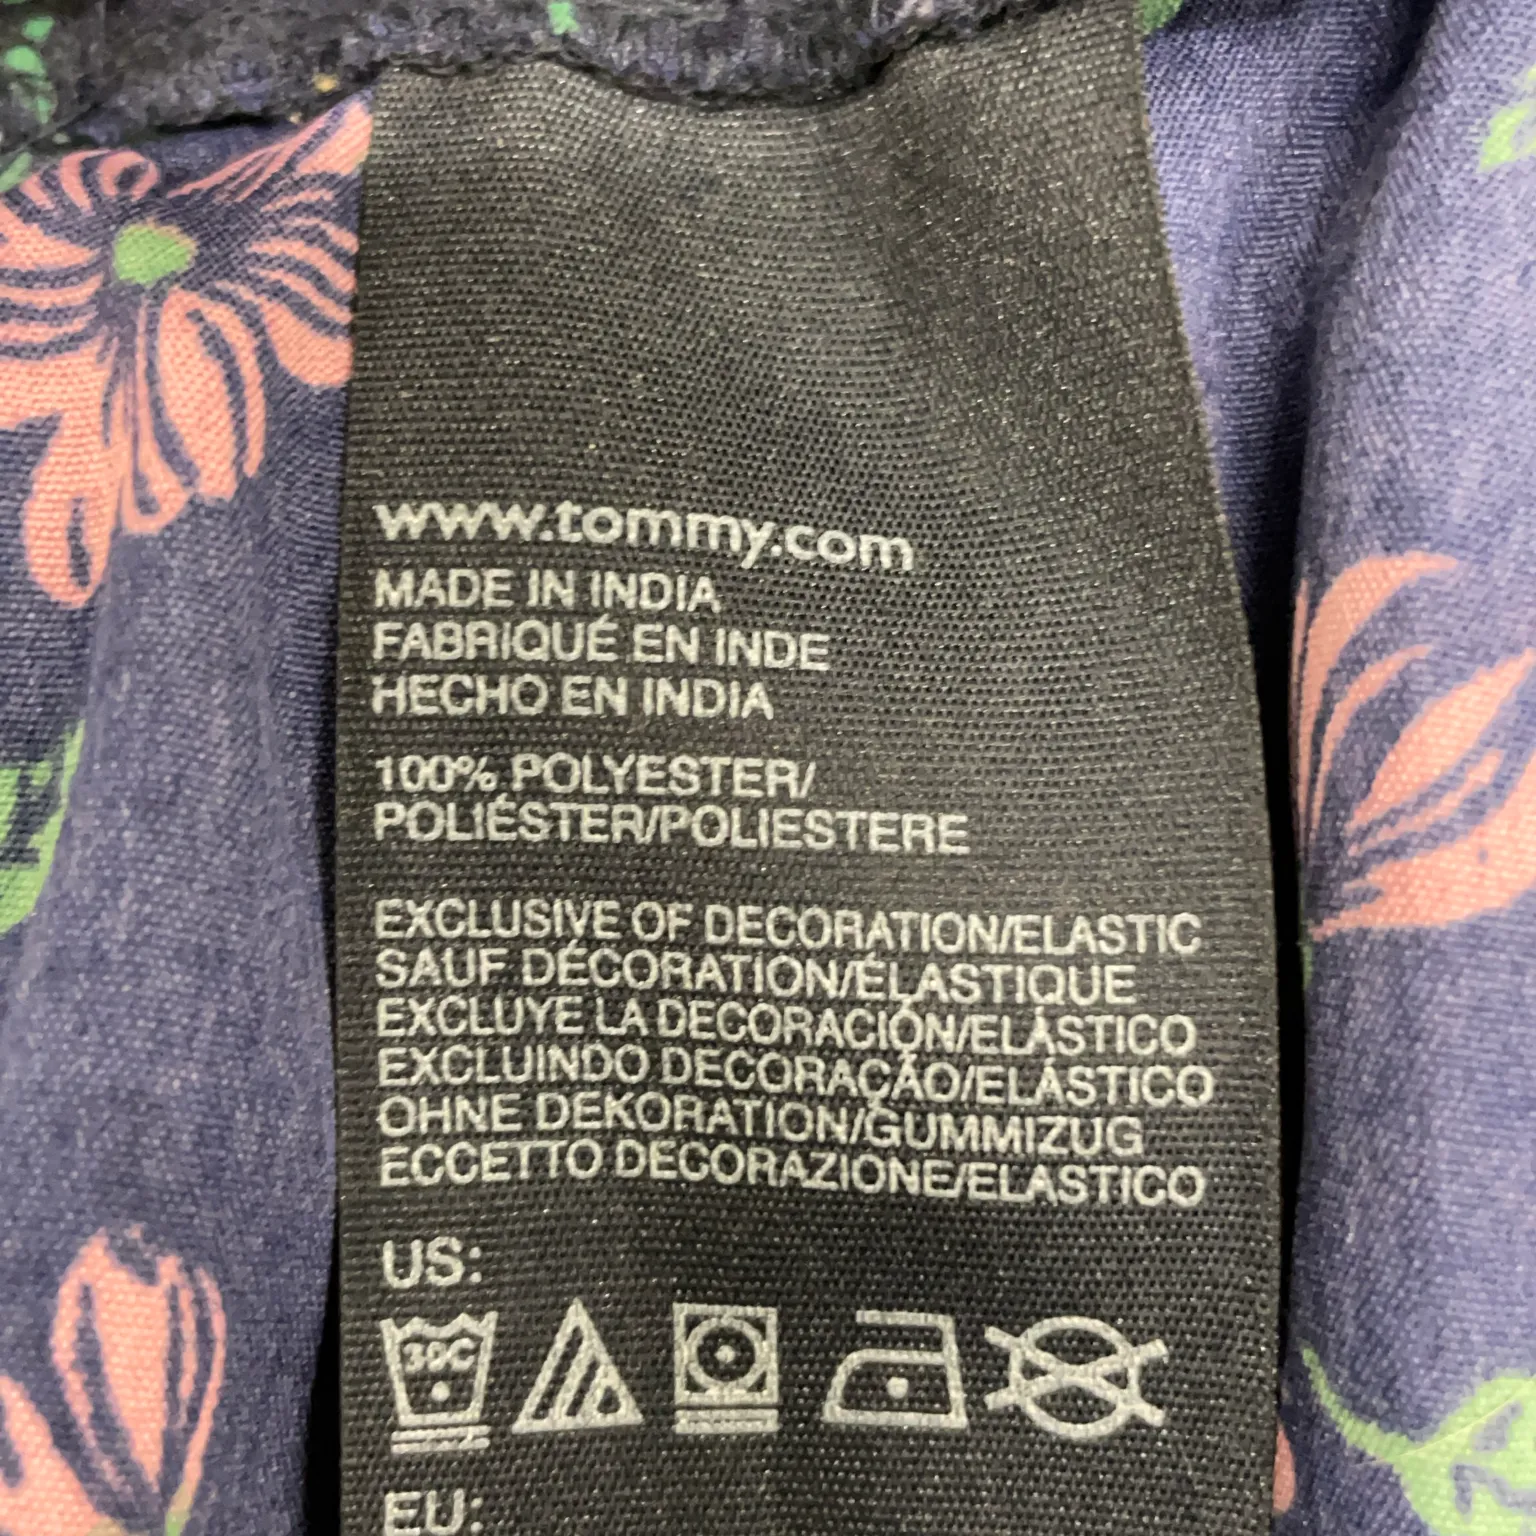 www.tommy.com
MADE IN INDIA
FABRIQUÉ EN INDE
HECHO EN INDIA
100% POLYESTER/
POLIÉSTER/POLIESTERE
EXCLUSIVE OF DECORATION/ELASTIC
SAUF DÉCORATION/ÉLASTIQUE
EXCLUYE LA DECORACIÓN/ELÁSTICO
EXCLUINDO DECORAÇÃO/ELÁSTICO
OHNE DEKORATION/GUMMIZUG
ECCETTO DECORAZIONE/ELASTICO
US:
30C
EU: